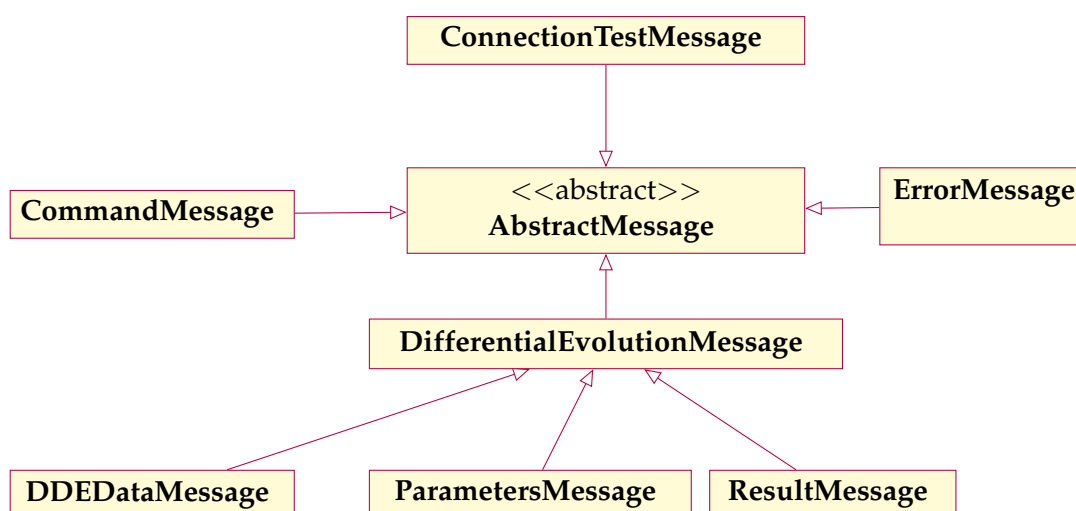 ConnectionTestMessage
<<abstract>>
AbstractMessage
CommandMessage
ErrorMessage
DifferentialEvolutionMessage
DDEDataMessage
ParametersMessage
ResultMessage